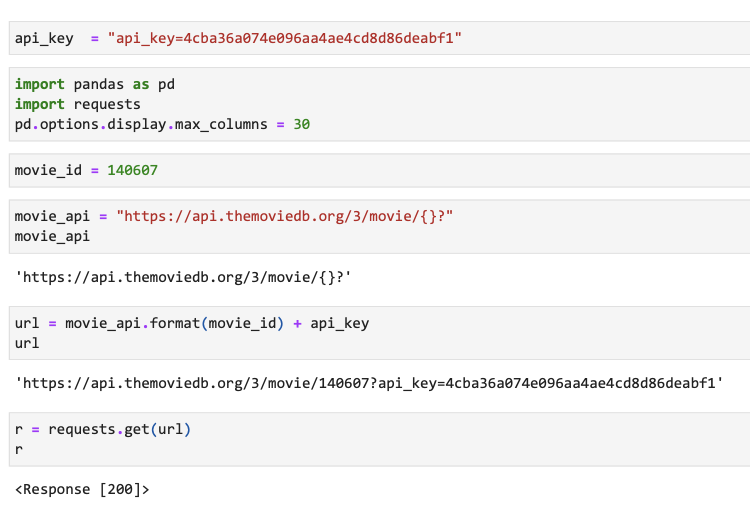 api_key  = "api_key=4cba36a074e096aa4ae4cd8d86deabf1"
import pandas as pd
import requests
pd.options.display.max_columns = 30
movie_id = 140607
movie_api = "https://api.themoviedb.org/3/movie/{}?"
movie_api
'https://api.themoviedb.org/3/movie/{}?'
url = movie_api.format(movie_id) + api_key
url
'https://api.themoviedb.org/3/movie/140607?api_key=4cba36a074e096aa4ae4cd8d86deabf1'
r = requests.get(url)
r
<Response [200]>